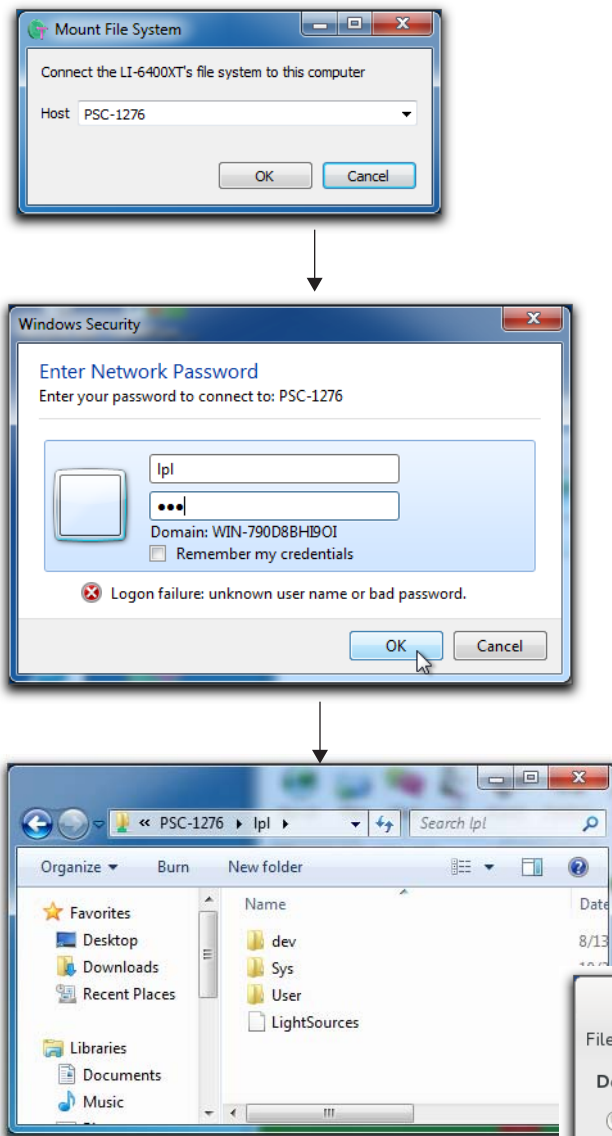 Mount File System
Connect the LI-6400XT's file system to this computer
Host PSC-1276
OK Cancel
Windows Security
Enter Network Password
Enter your password to connect to: PSC-1276
lpl
Domain: WIN-790D8BHI9OI
Remember my credentials
Logon failure: unknown user name or bad password.
OK Cancel
« PSC-1276 lpl Search lpl
Organize Burn New folder
Name Date
Favorites
Desktop
Downloads
Recent Places
Libraries
Documents
Music
dev 8/13
Sys
User
LightSources
File